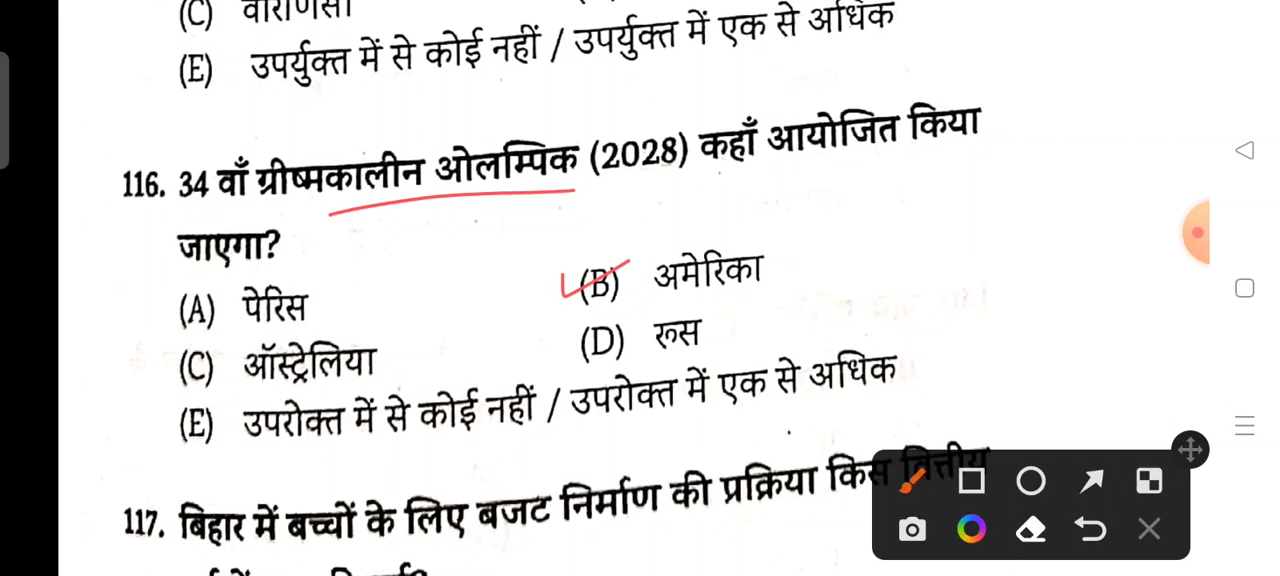 (C) वाराणसी
(E) उपर्युक्त में से कोई नहीं / उपर्युक्त में एक से अधिक
116. 34 वाँ ग्रीष्मकालीन ओलम्पिक (2028) कहाँ आयोजित किया
जाएगा?
(A) पेरिस (B) अमेरिका
(C) ऑस्ट्रेलिया (D) रूस
(E) उपरोक्त में से कोई नहीं / उपरोक्त में एक से अधिक
117. बिहार में बच्चों के लिए बजट निर्माण की प्रक्रिया किस वित्तीय